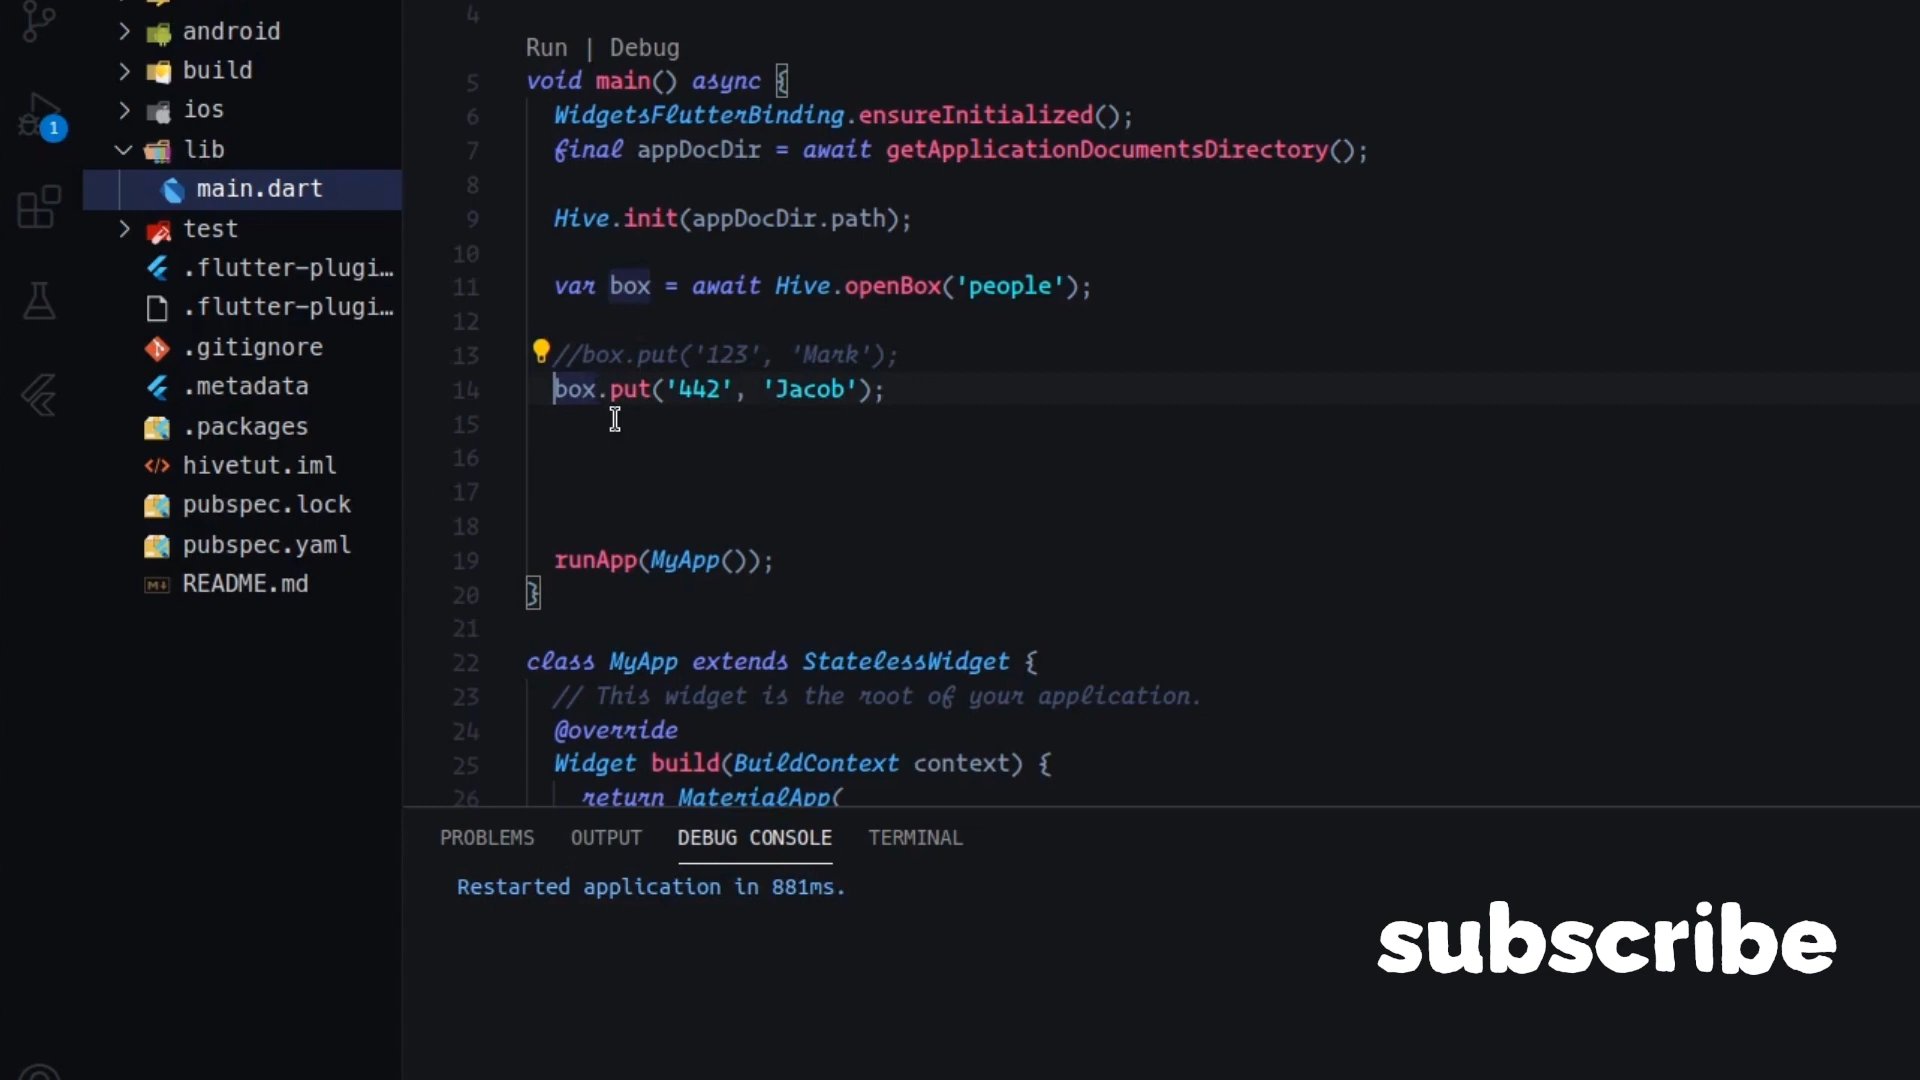 android
build
ios
lib
main.dart
test
.flutter-plugi…
.flutter-plugi…
.gitignore
.metadata
.packages
hivetut.iml
pubspec.lock
pubspec.yaml
README.md
1
4
Run | Debug
5 void main() async {
6 WidgetsFlutterBinding.ensureInitialized();
7 final appDocDir = await getApplicationDocumentsDirectory();
8
9 Hive.init(appDocDir.path);
10
11 var box = await Hive.openBox('people');
12
13 //box.put('123', 'Mark');
14 box.put('442', 'Jacob');
15
16
17
18
19 runApp(MyApp());
20 }
21
22 class MyApp extends StatelessWidget {
23 // This widget is the root of your application.
24 @override
25 Widget build(BuildContext context) {
26 return MaterialApp(
PROBLEMS OUTPUT DEBUG CONSOLE TERMINAL
Restarted application in 881ms.
subscribe